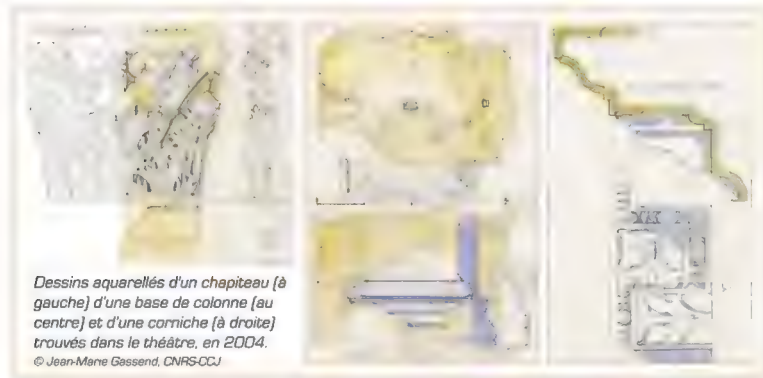 Dessins aquarellés d'un chapiteau (à
gauche) d'une base de colonne (au
centre) et d'une corniche (à droite)
trouvés dans le théâtre, en 2004.
© Jean-Marie Gassend, CNRS-CCJ